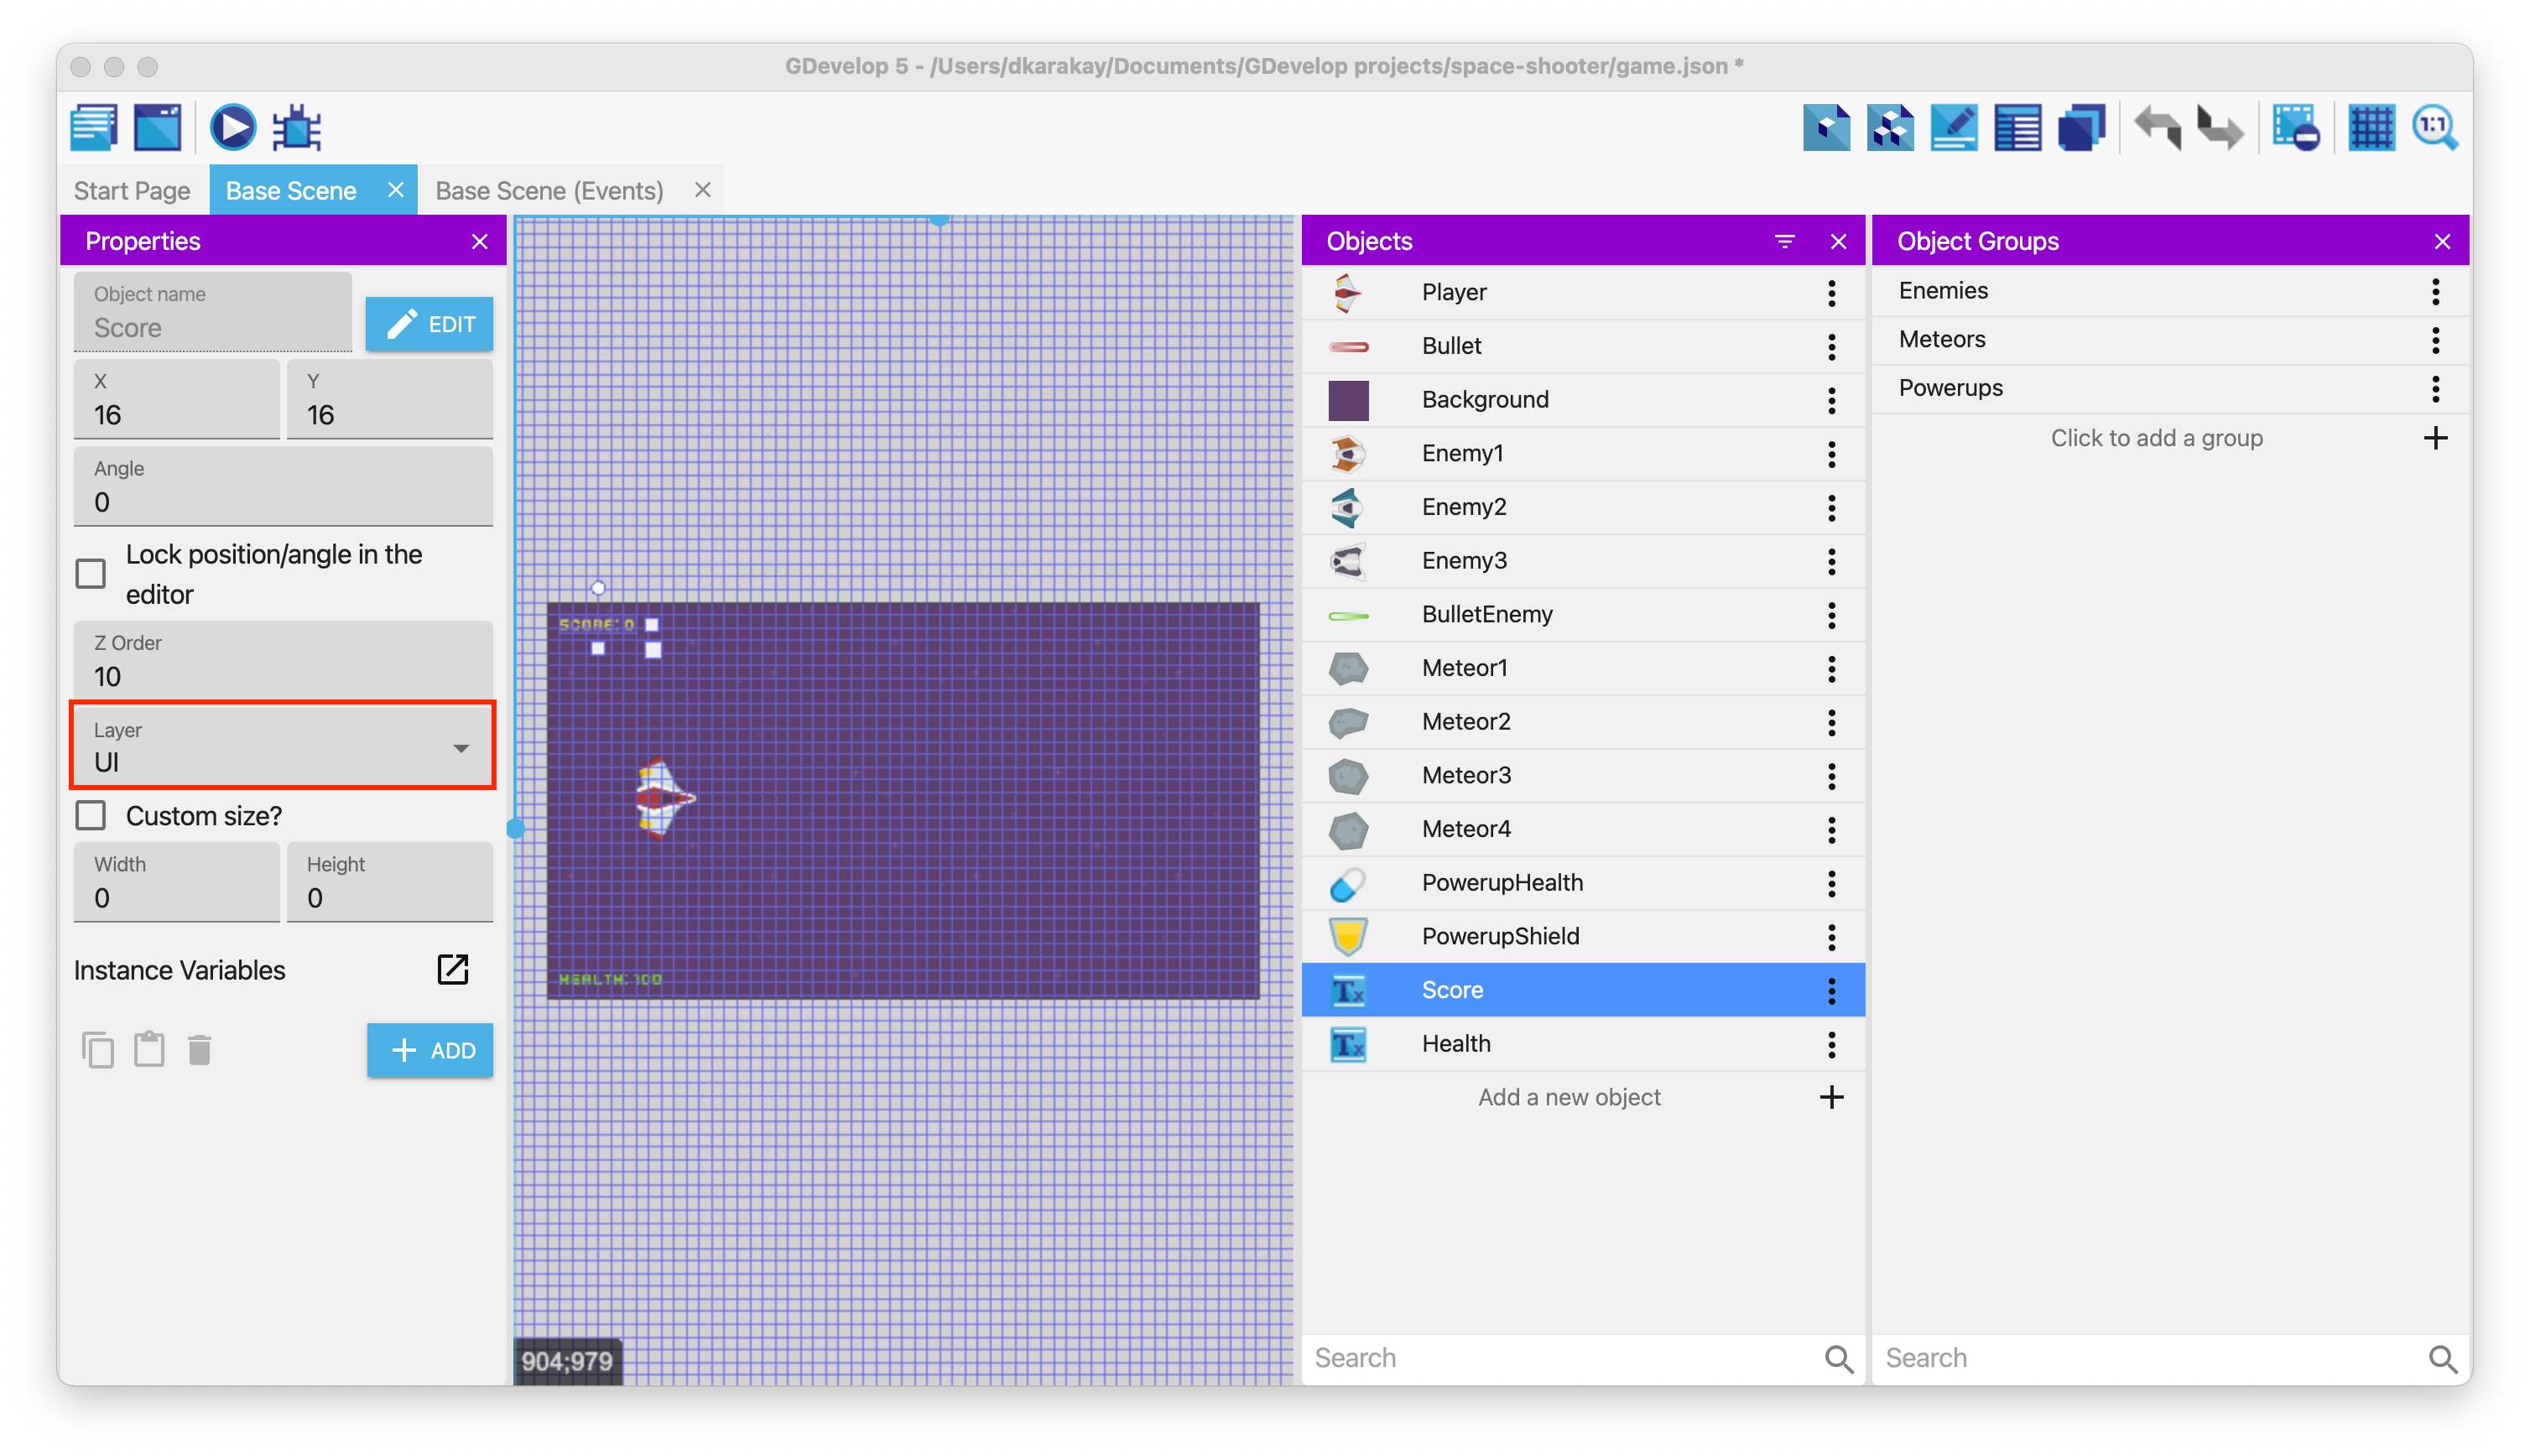 GDevelop 5 - /Users/dkarakay/Documents/GDevelop projects/space-shooter/game.json *
1:1
Start Page
Base Scene
Base Scene (Events)
Properties
Object name
Score
EDIT
X
16
Y
16
Angle
0
Lock position/angle in the
editor
Z Order
10
Layer
UI
Custom size?
Width
0
Height
0
Instance Variables
ADD
SCORE: 0
HEALTH: 100
904;979
Objects
Player
Bullet
Background
Enemy1
Enemy2
Enemy3
BulletEnemy
Meteor1
Meteor2
Meteor3
Meteor4
PowerupHealth
PowerupShield
Tx Score
Tx Health
Add a new object
Search
Object Groups
Enemies
Meteors
Powerups
Click to add a group
Search